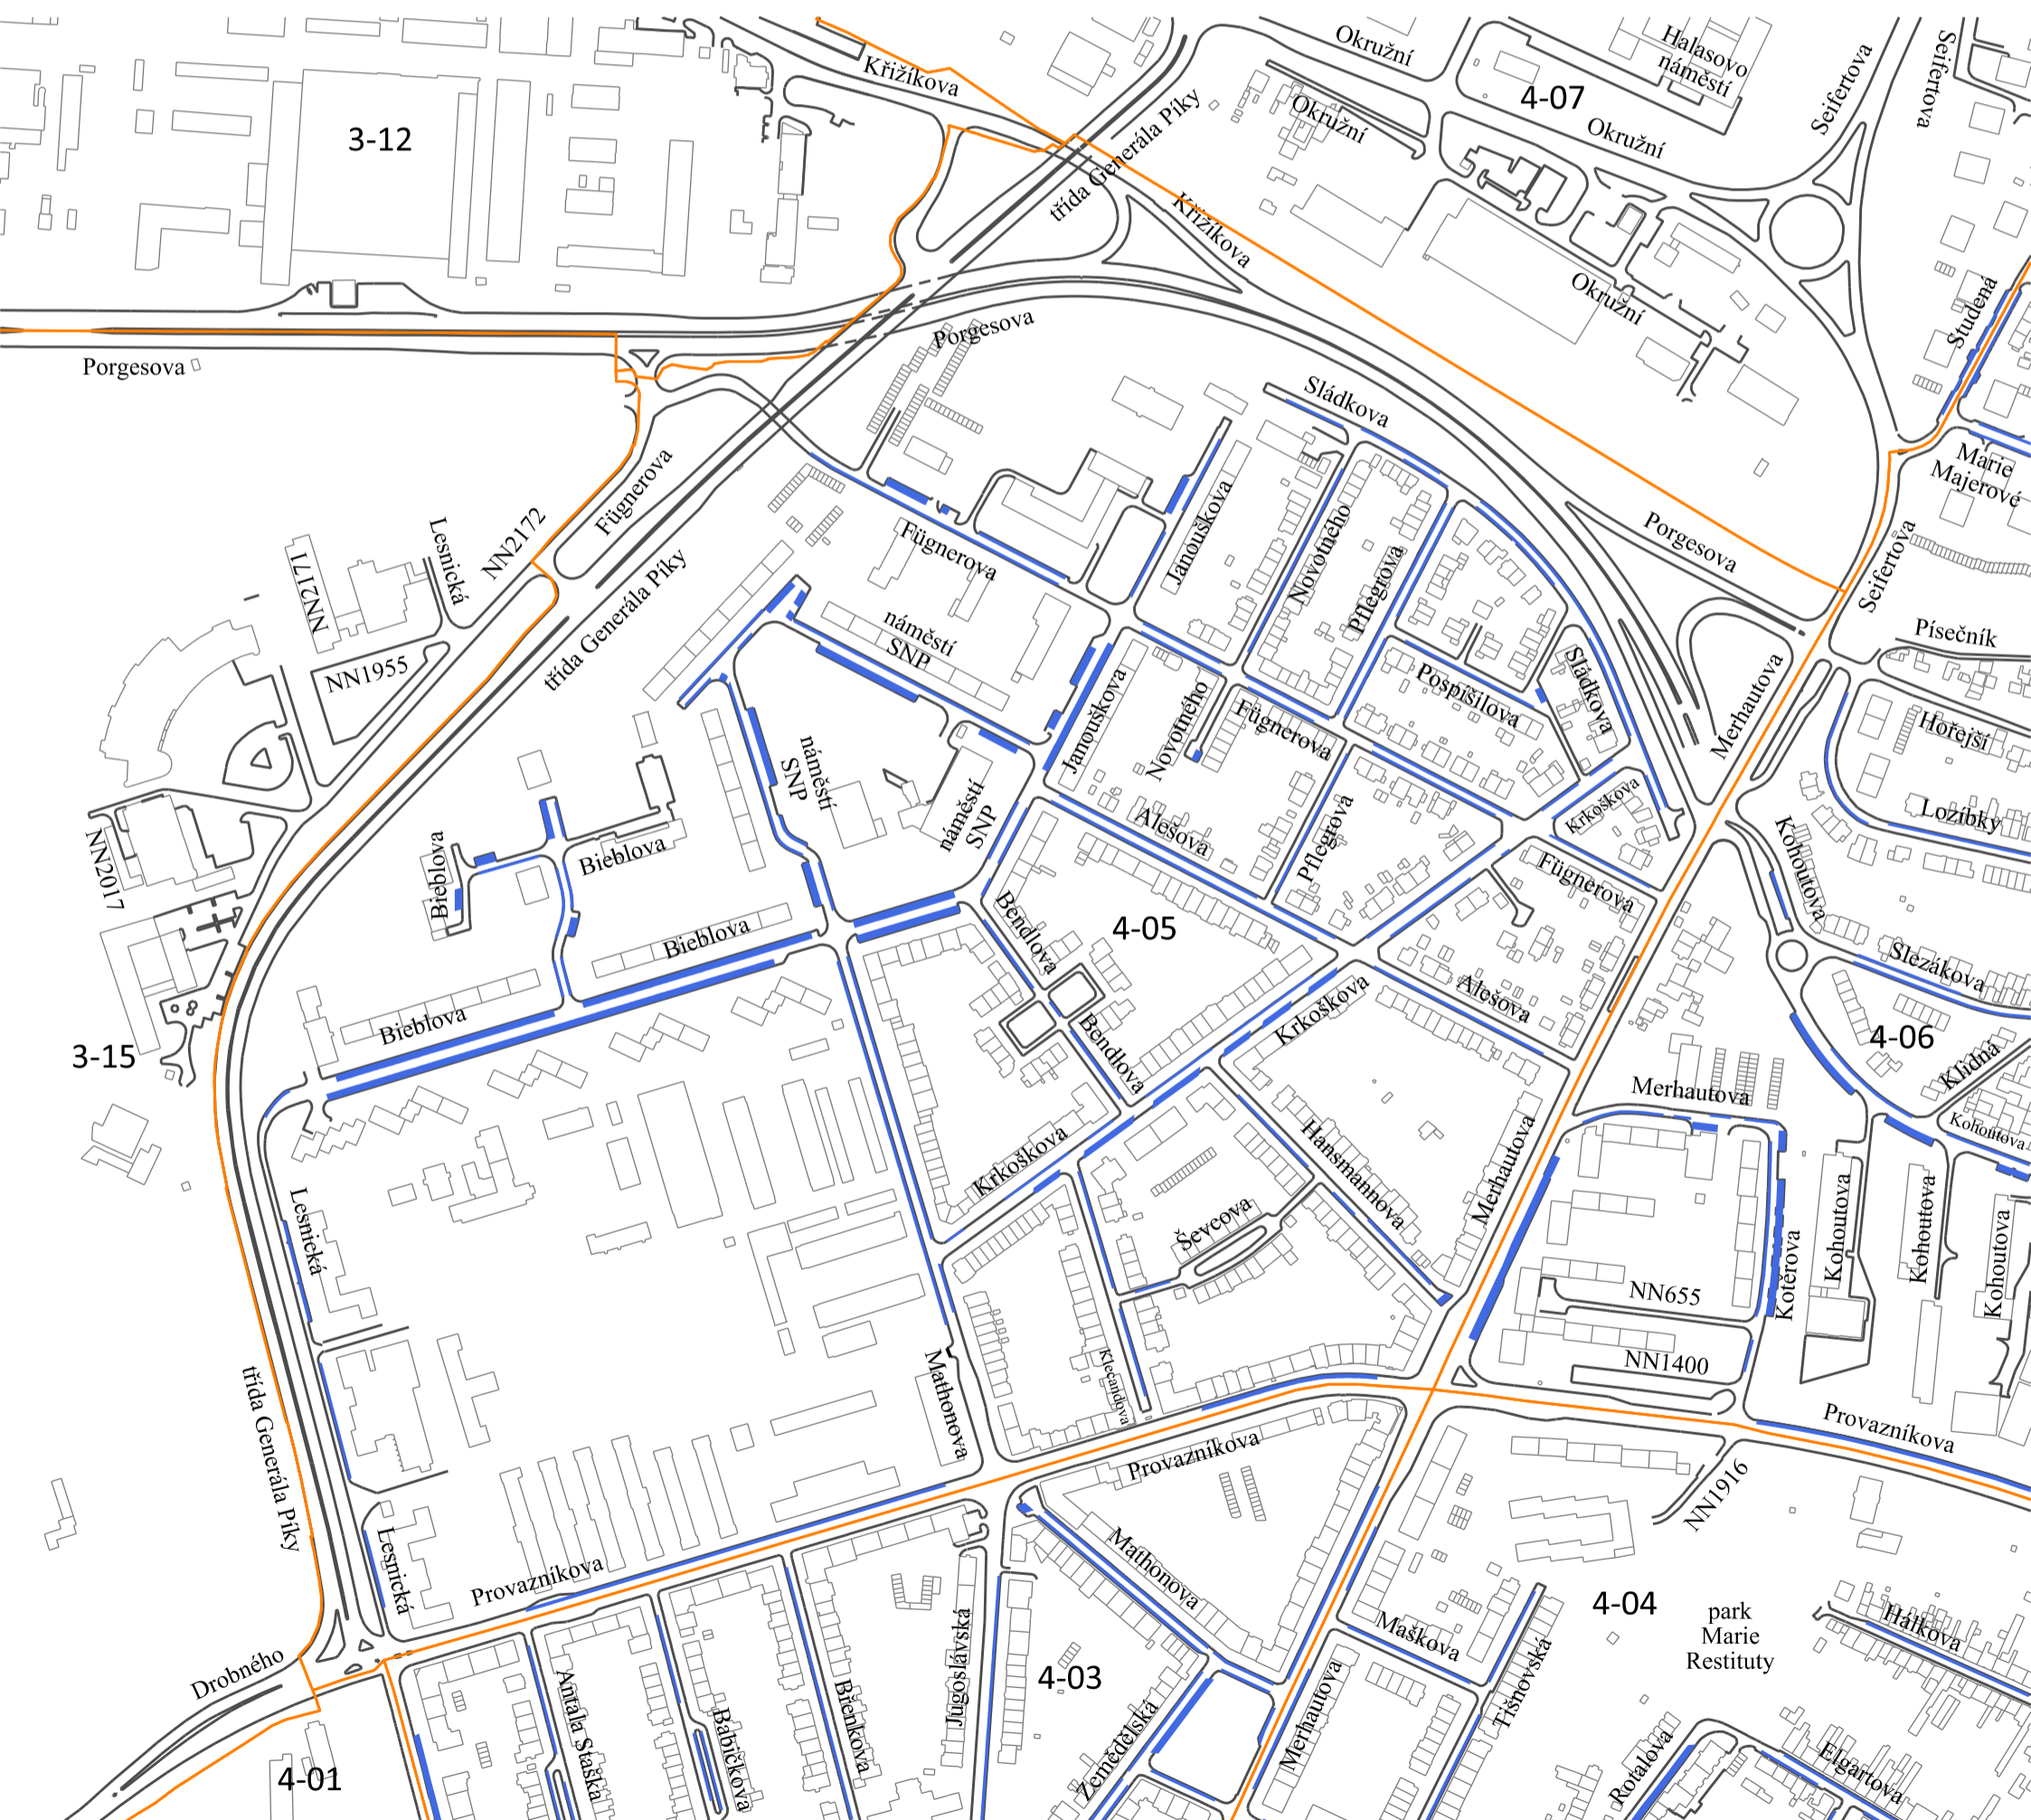 Křižíkova
Okružní
Halasovo
náměstí
Seifertova
Seifertova
3-12
třída Generála Píky
Okružní
4-07
Okružní
Křižíkova
Okružní
Studená
Porgesova
Porgesova
Sládkova
Marie
Majerové
Fügnerova
NN2172
Lesnická
NN2171
Fügnerova
Janouškova
Novotného
Pflegrova
Porgesova
Seifertova
třída Generála Píky
NN1955
náměstí
SNP
Písečník
Janouškova
Novotného
Fügnerova
Pospíšilova
Sládkova
Merhautova
Hořejší
náměstí
SNP
náměstí
SNP
Alešova
Pflegrova
Krkoškova
Lozíbky
Kohoutova
NN2017
Bieblova
Bieblova
Bieblova
Bendlova
4-05
Fügnerova
Slezákova
Bieblova
Bendlova
Krkoškova
Alešova
4-06
Klidná
3-15
Merhautova
Kohoutova
Krkoškova
Hansmannova
Merhautova
Lesnická
Ševcova
Kotěrova
Kohoutova
Kohoutova
Kohoutova
NN655
NN1400
Mathonova
Klecandova
třída Generála Píky
Provazníkova
Provazníkova
NN1916
Lesnická
Provazníkova
Mathonova
4-04
park
Marie
Restituty
Hálkova
Maškova
Drobného
4-03
Jugoslávská
Antala Staška
Babičkova
Břenkova
Zemědělská
Merhautova
Tišnovská
Rotalova
Elgartova
4-01